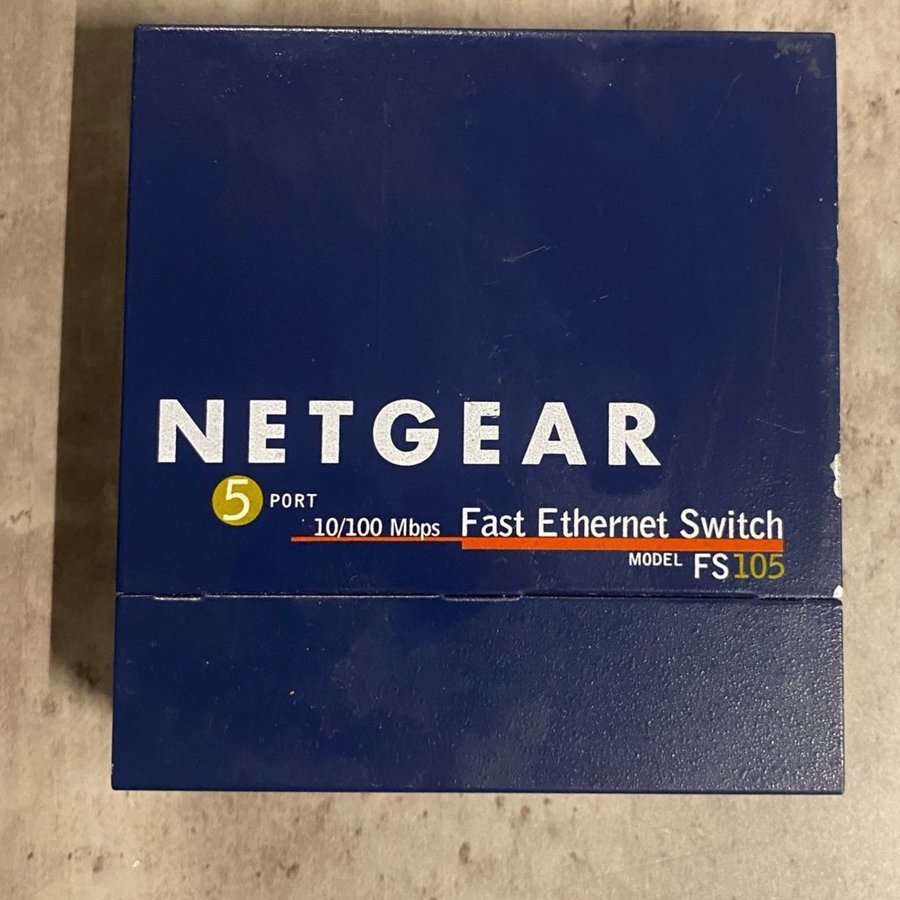 NETGEAR
5 PORT
10/100 Mbps Fast Ethernet Switch
MODEL FS105